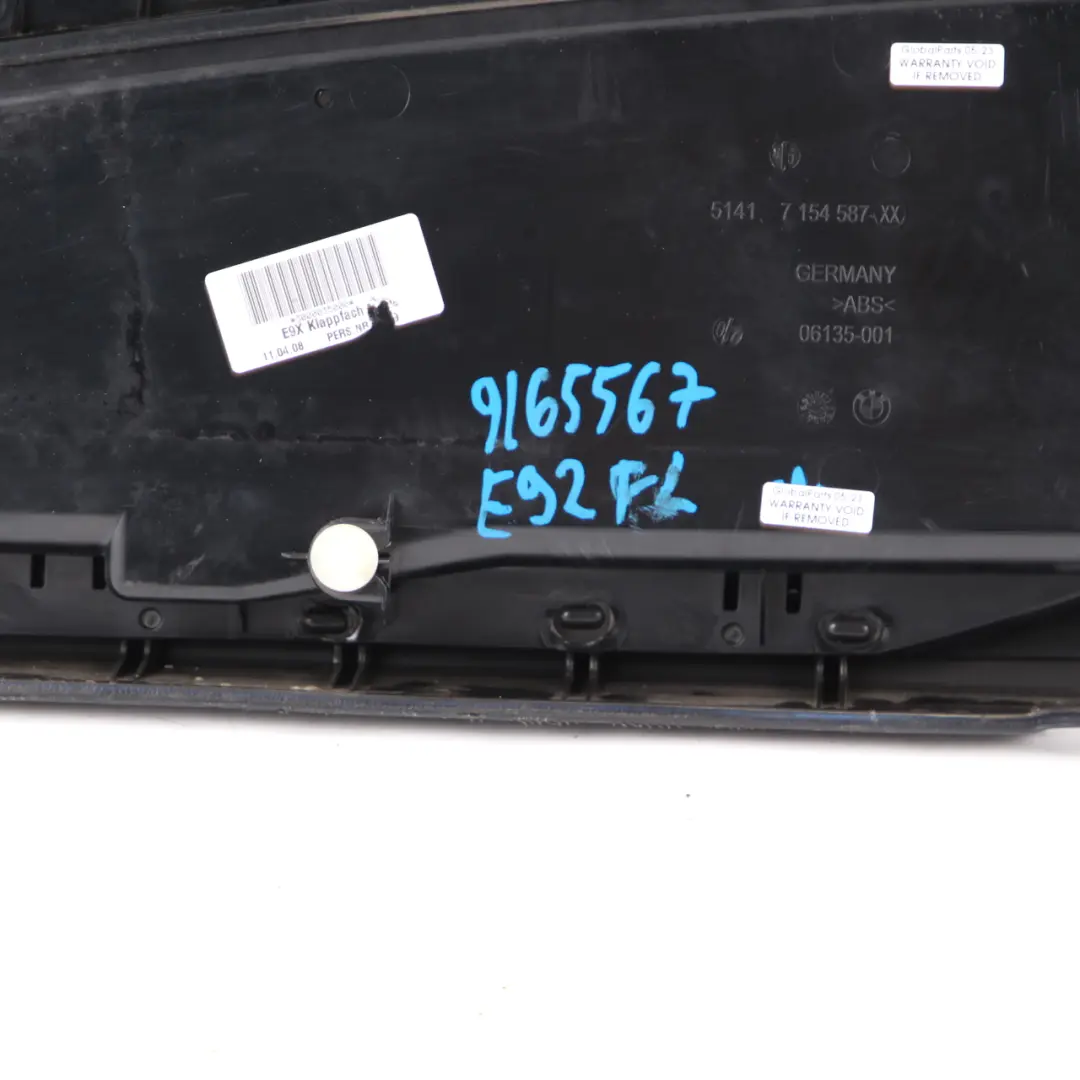 GlobalParts 05.23
WARRANTY VOID
IF REMOVED
5141 7 154 587-XX
GERMANY
>ABS<
06135-001
E9X Klappfach
11.04.08 PERS.NR
9165567
E92 FL
GlobalParts 05.23
WARRANTY VOID
IF REMOVED